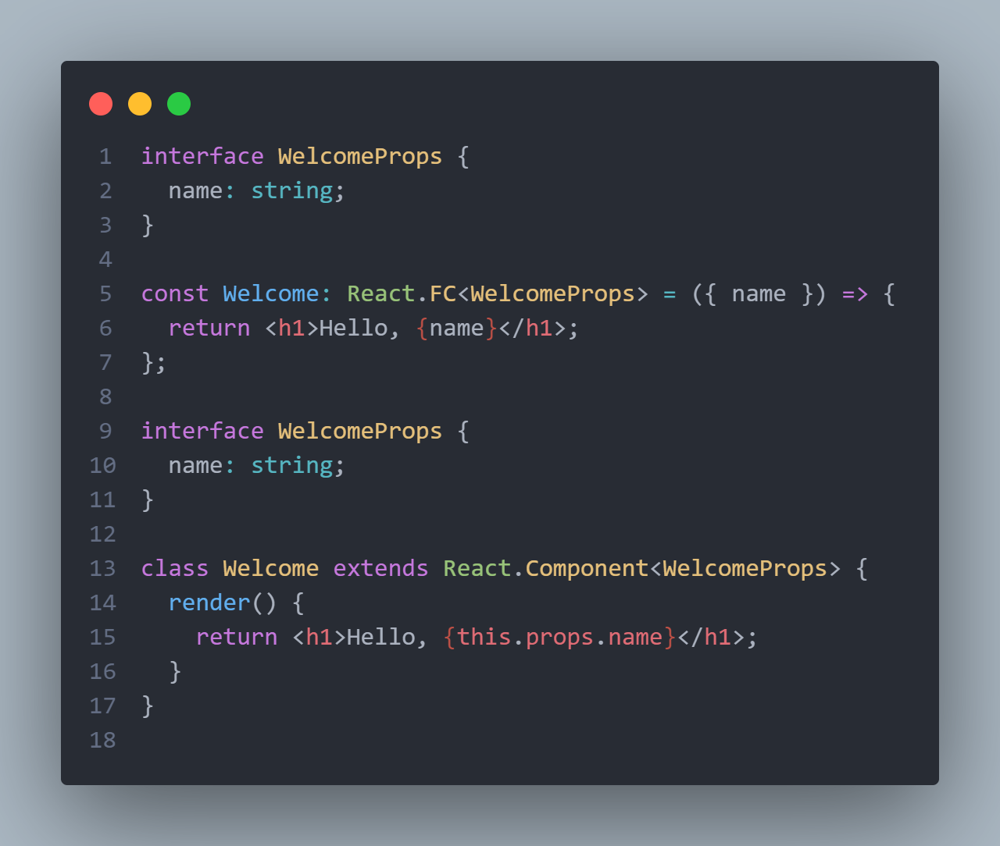 1 interface WelcomeProps {
2   name: string;
3 }
4
5 const Welcome: React.FC<WelcomeProps> = ({ name }) => {
6   return <h1>Hello, {name}</h1>;
7 };
8
9 interface WelcomeProps {
10   name: string;
11 }
12
13 class Welcome extends React.Component<WelcomeProps> {
14   render() {
15     return <h1>Hello, {this.props.name}</h1>;
16   }
17 }
18